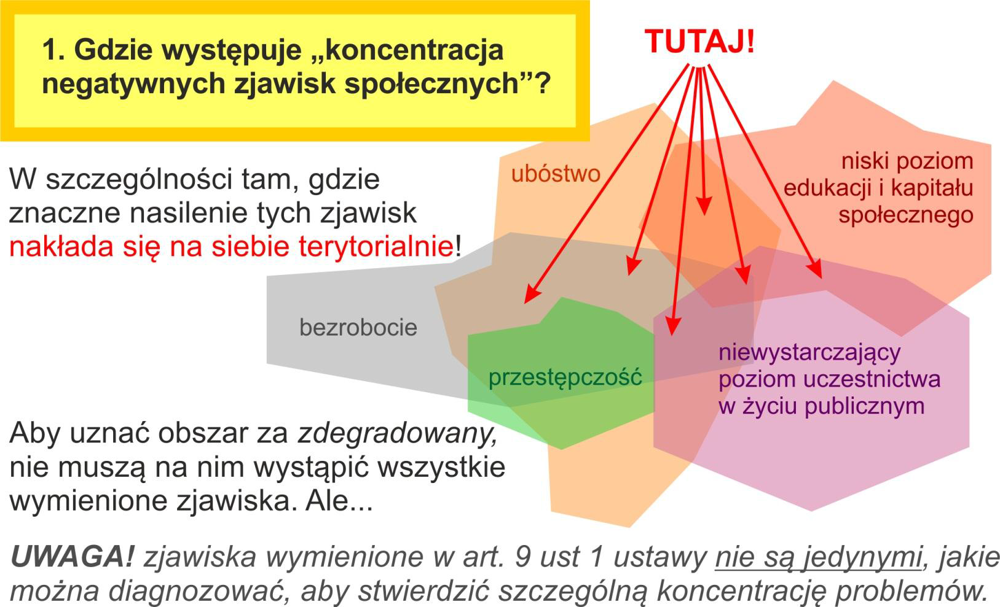 1. Gdzie występuje „koncentracja
negatywnych zjawisk społecznych”?
TUTAJ!
W szczególności tam, gdzie
znaczne nasilenie tych zjawisk
nakłada się na siebie terytorialnie!
ubóstwo
niski poziom
edukacji i kapitału
społecznego
bezrobocie
przestępczość
niewystarczający
poziom uczestnictwa
w życiu publicznym
Aby uznać obszar za zdegradowany,
nie muszą na nim wystąpić wszystkie
wymienione zjawiska. Ale...
UWAGA! zjawiska wymienione w art. 9 ust 1 ustawy nie są jedynymi, jakie
można diagnozować, aby stwierdzić szczególną koncentrację problemów.